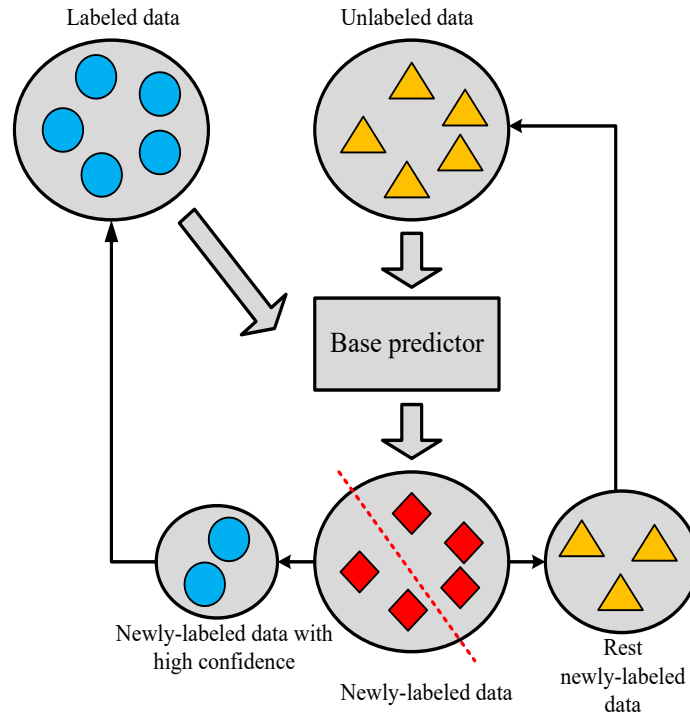 Labeled data
Unlabeled data
Base predictor
Newly-labeled data with
high confidence
Newly-labeled data
Rest
newly-labeled
data